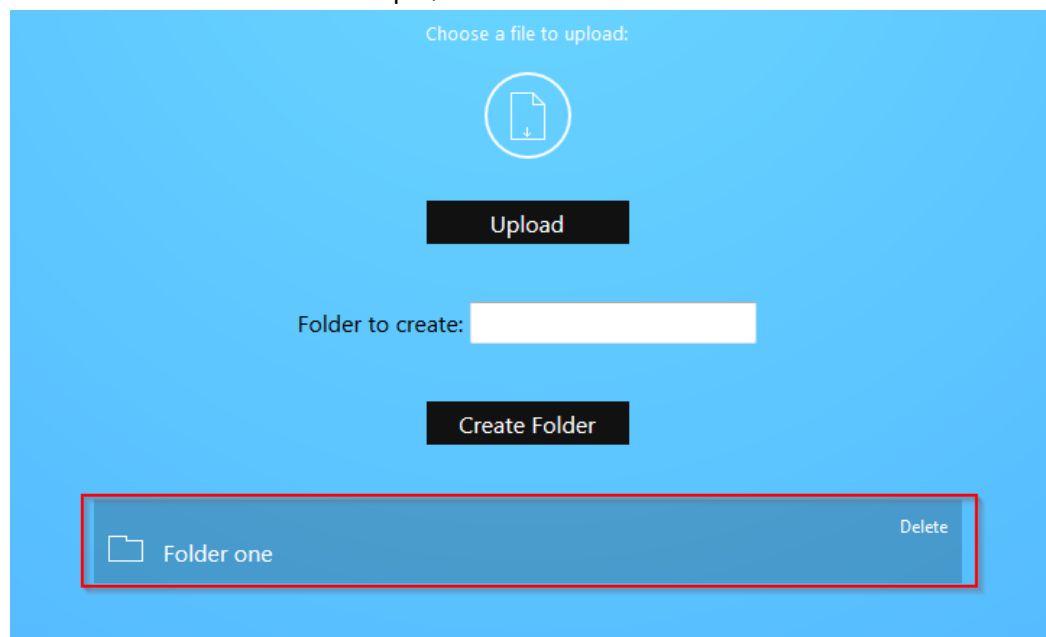 Choose a file to upload:
Upload
Folder to create:
Create Folder
Delete
Folder one